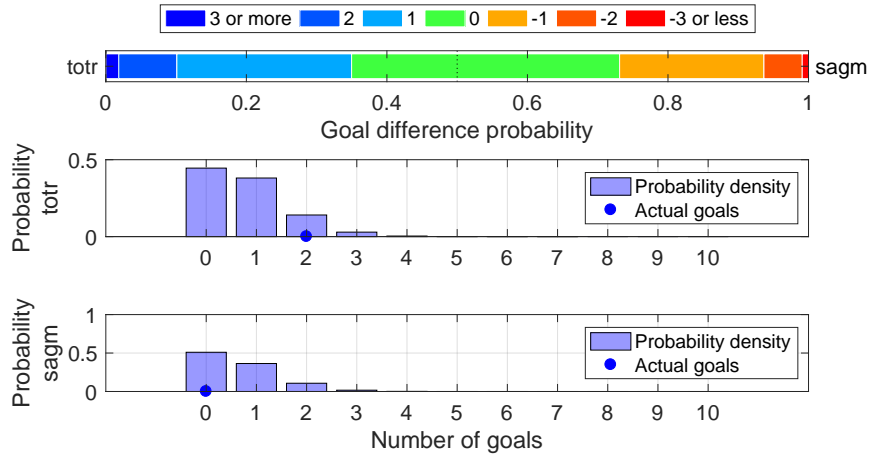 3 or more 2 1 0 -1 -2 -3 or less
totr sagm
0 0.2 0.4 0.6 0.8 1
Goal difference probability
Probability
totr
0.5
0
Probability density
Actual goals
0 1 2 3 4 5 6 7 8 9 10
Probability
sagm
1
0.5
0
Probability density
Actual goals
0 1 2 3 4 5 6 7 8 9 10
Number of goals